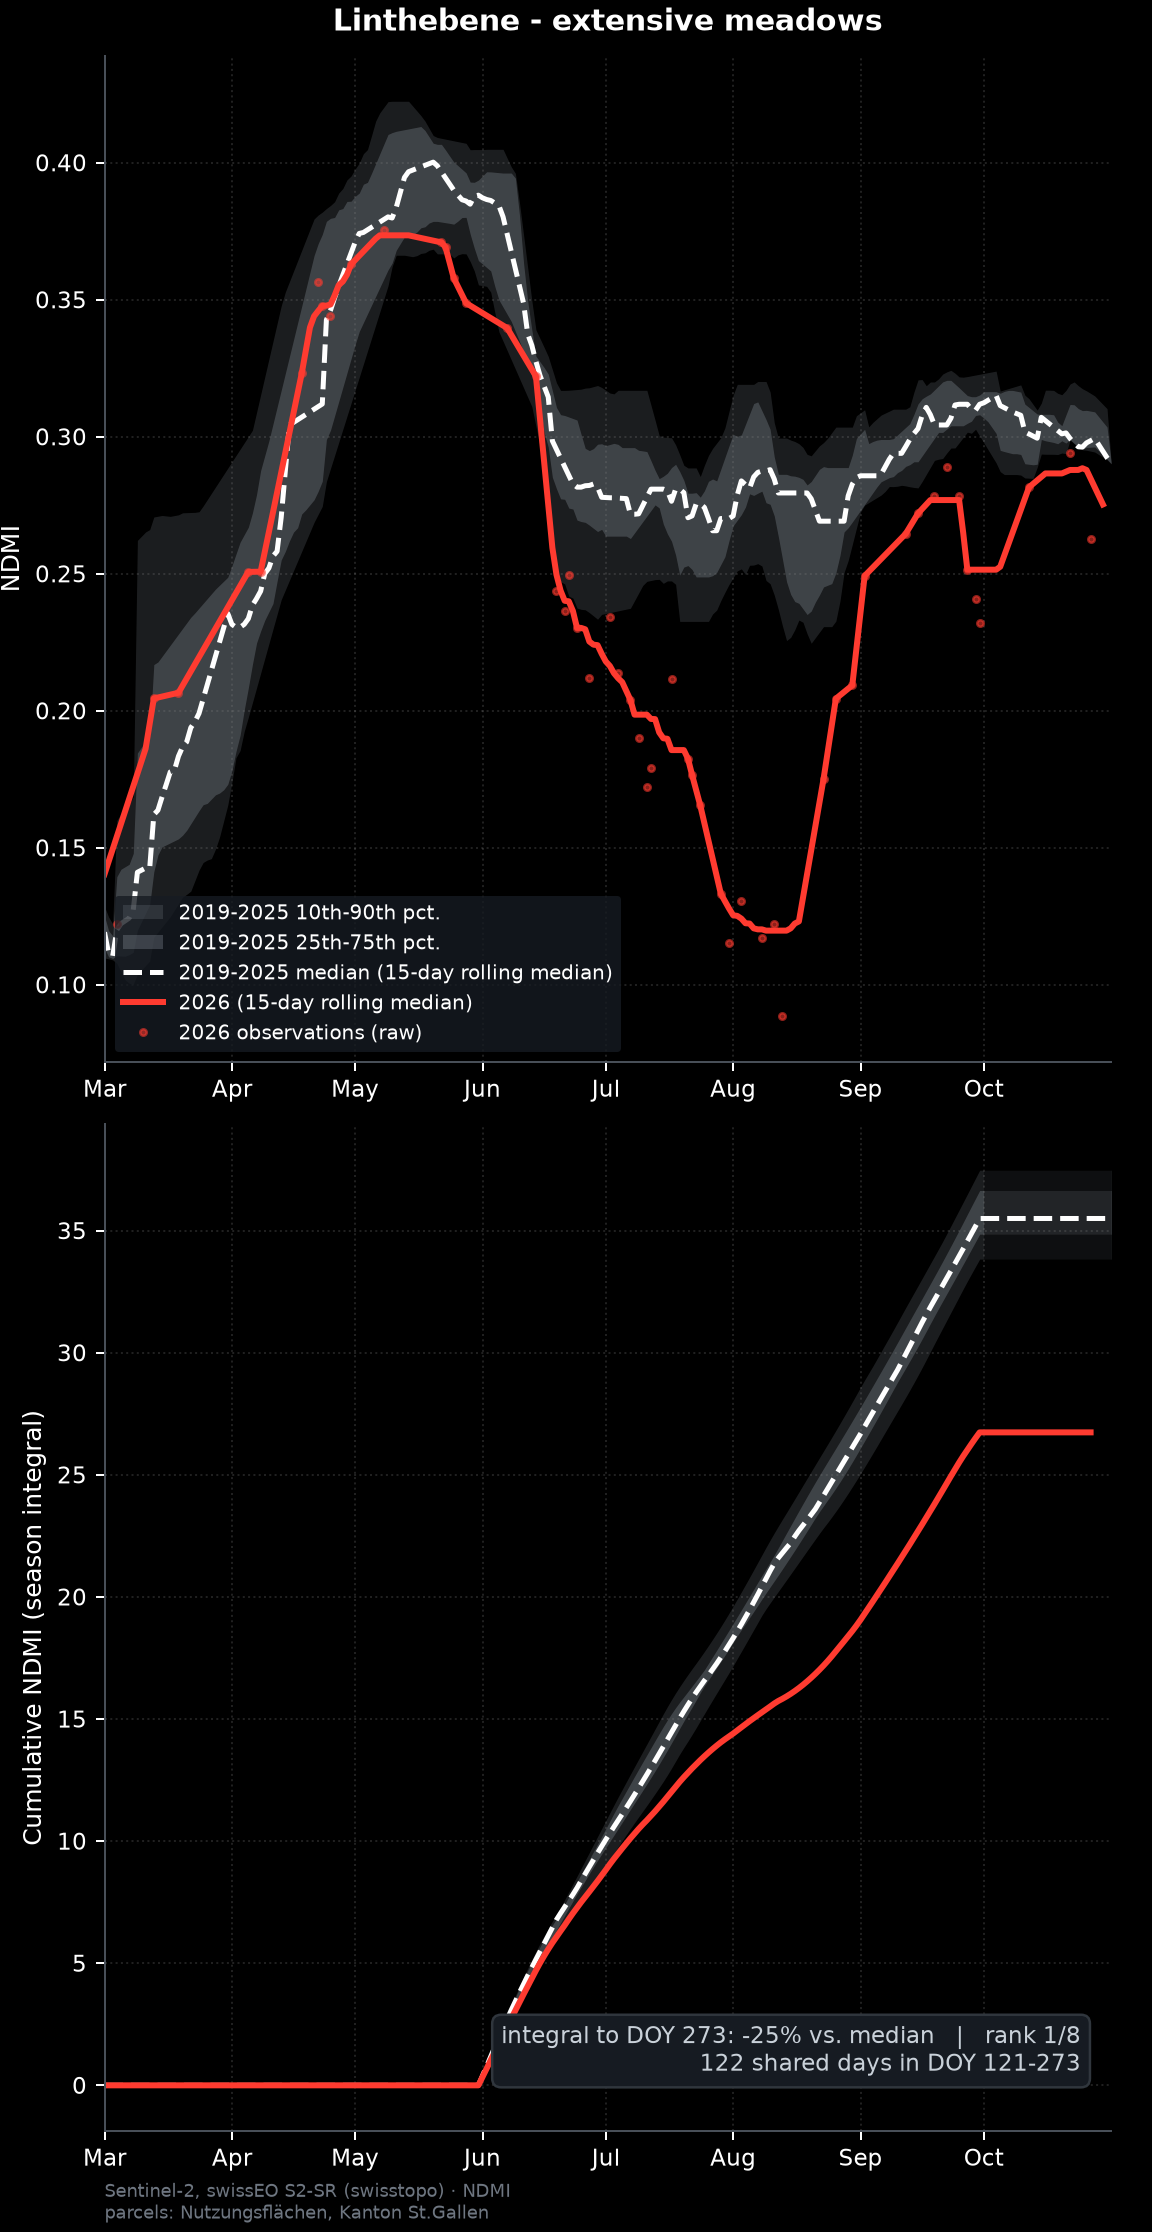 Linthebene - extensive meadows
NDMI
0.40
0.35
0.30
0.25
0.20
0.15
0.10
2019-2025 10th-90th pct.
2019-2025 25th-75th pct.
2019-2025 median (15-day rolling median)
2026 (15-day rolling median)
2026 observations (raw)
Mar Apr May Jun Jul Aug Sep Oct
Cumulative NDMI (season integral)
35
30
25
20
15
10
5
0
integral to DOY 273: -25% vs. median | rank 1/8
122 shared days in DOY 121-273
Mar Apr May Jun Jul Aug Sep Oct
Sentinel-2, swissEO S2-SR (swisstopo) · NDMI
parcels: Nutzungsflächen, Kanton St.Gallen